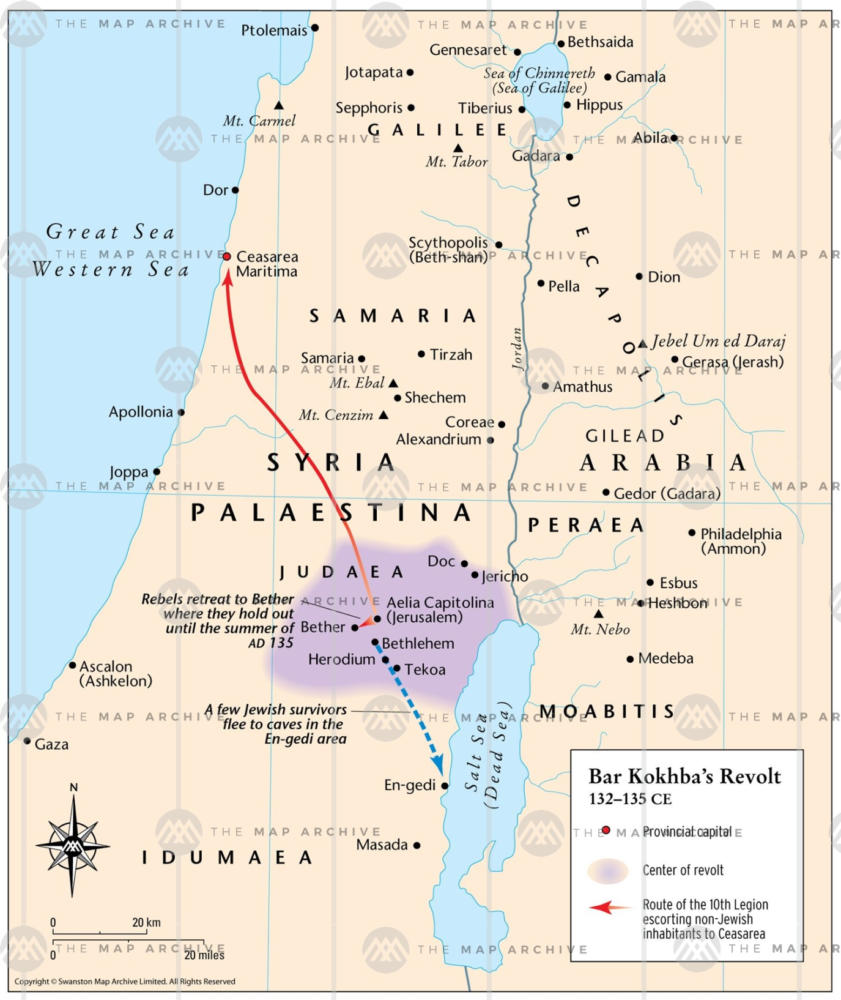 THE MAP ARCHIVE
Ptolemais
Bethsaida
Gennesaret
Jotapata
Sea of Chinnereth
(Sea of Galilee)
Gamala
Sepphoris
Tiberius
Hippus
Mt. Carmel
GALILEE
Abila
Mt. Tabor
Gadara
Dor
DECAPOLIS
Great Sea
Western Sea
Ceasarea
Maritima
Scythopolis
(Beth-shan)
Pella
Dion
SAMARIA
Jordan
Jebel Um ed Daraj
Gerasa (Jerash)
Samaria
Tirzah
Mt. Ebal
Shechem
Amathus
Mt. Cenzim
Apollonia
Coreae
Alexandrium
GILEAD
SYRIA
ARABIA
Joppa
Gedor (Gadara)
PALAESTINA
PERAEA
Philadelphia
(Ammon)
Doc
JUDAEA
Jericho
Esbus
Heshbon
Rebels retreat to Bether
where they hold out
until the summer of
AD 135
Aelia Capitolina
(Jerusalem)
Bether
Mt. Nebo
Bethlehem
Herodium
Tekoa
Medeba
Ascalon
(Ashkelon)
A few Jewish survivors
flee to caves in the
En-gedi area
MOABITIS
Salt Sea
(Dead Sea)
Gaza
En-gedi
Masada
IDUMAEA
N
0 20 km
0 20 miles
Bar Kokhba's Revolt
132–135 CE
Provincial capital
Center of revolt
Route of the 10th Legion
escorting non-Jewish
inhabitants to Ceasarea
Copyright © Swanston Map Archive Limited. All Rights Reserved